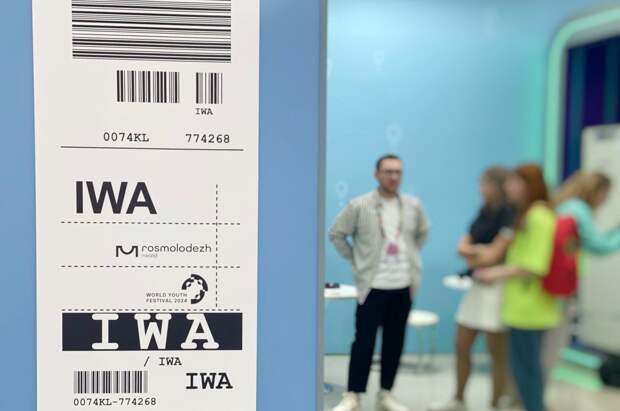 IWA
0074KL 774268
IWA
rosmolodezh
WORLD YOUTH
FESTIVAL 2024
IWA
/ IWA
IWA
0074KL-774268